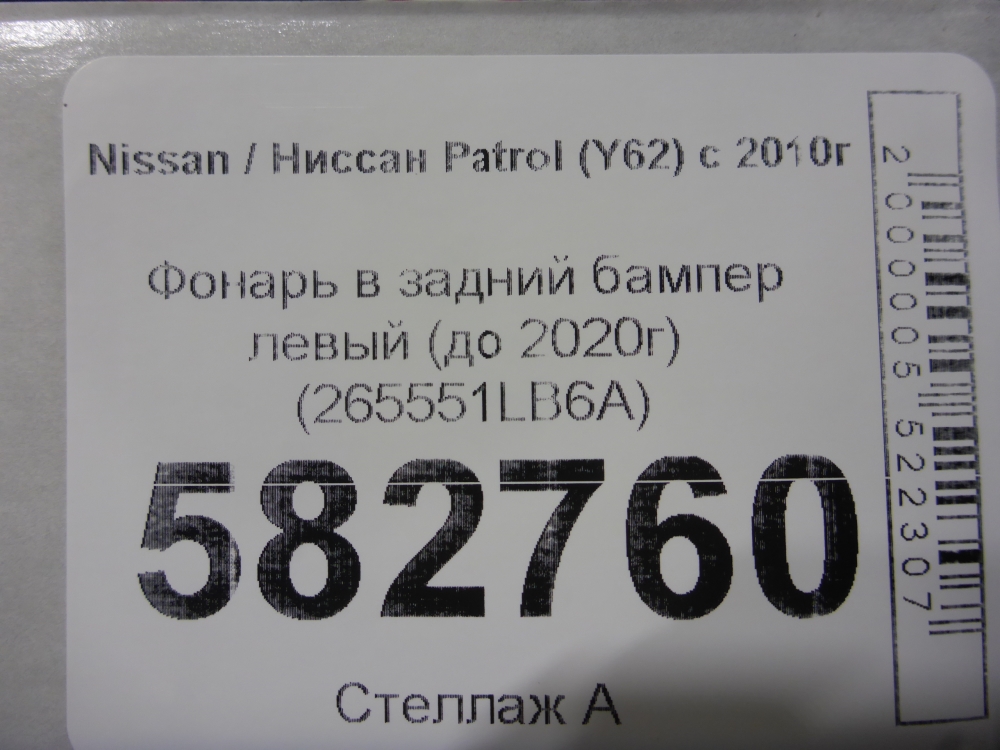 Nissan / Ниссан Patrol (Y62) с 2010г
Фонарь в задний бампер
левый (до 2020г)
(265551LB6A)
582760
Стеллаж А
2000005522307